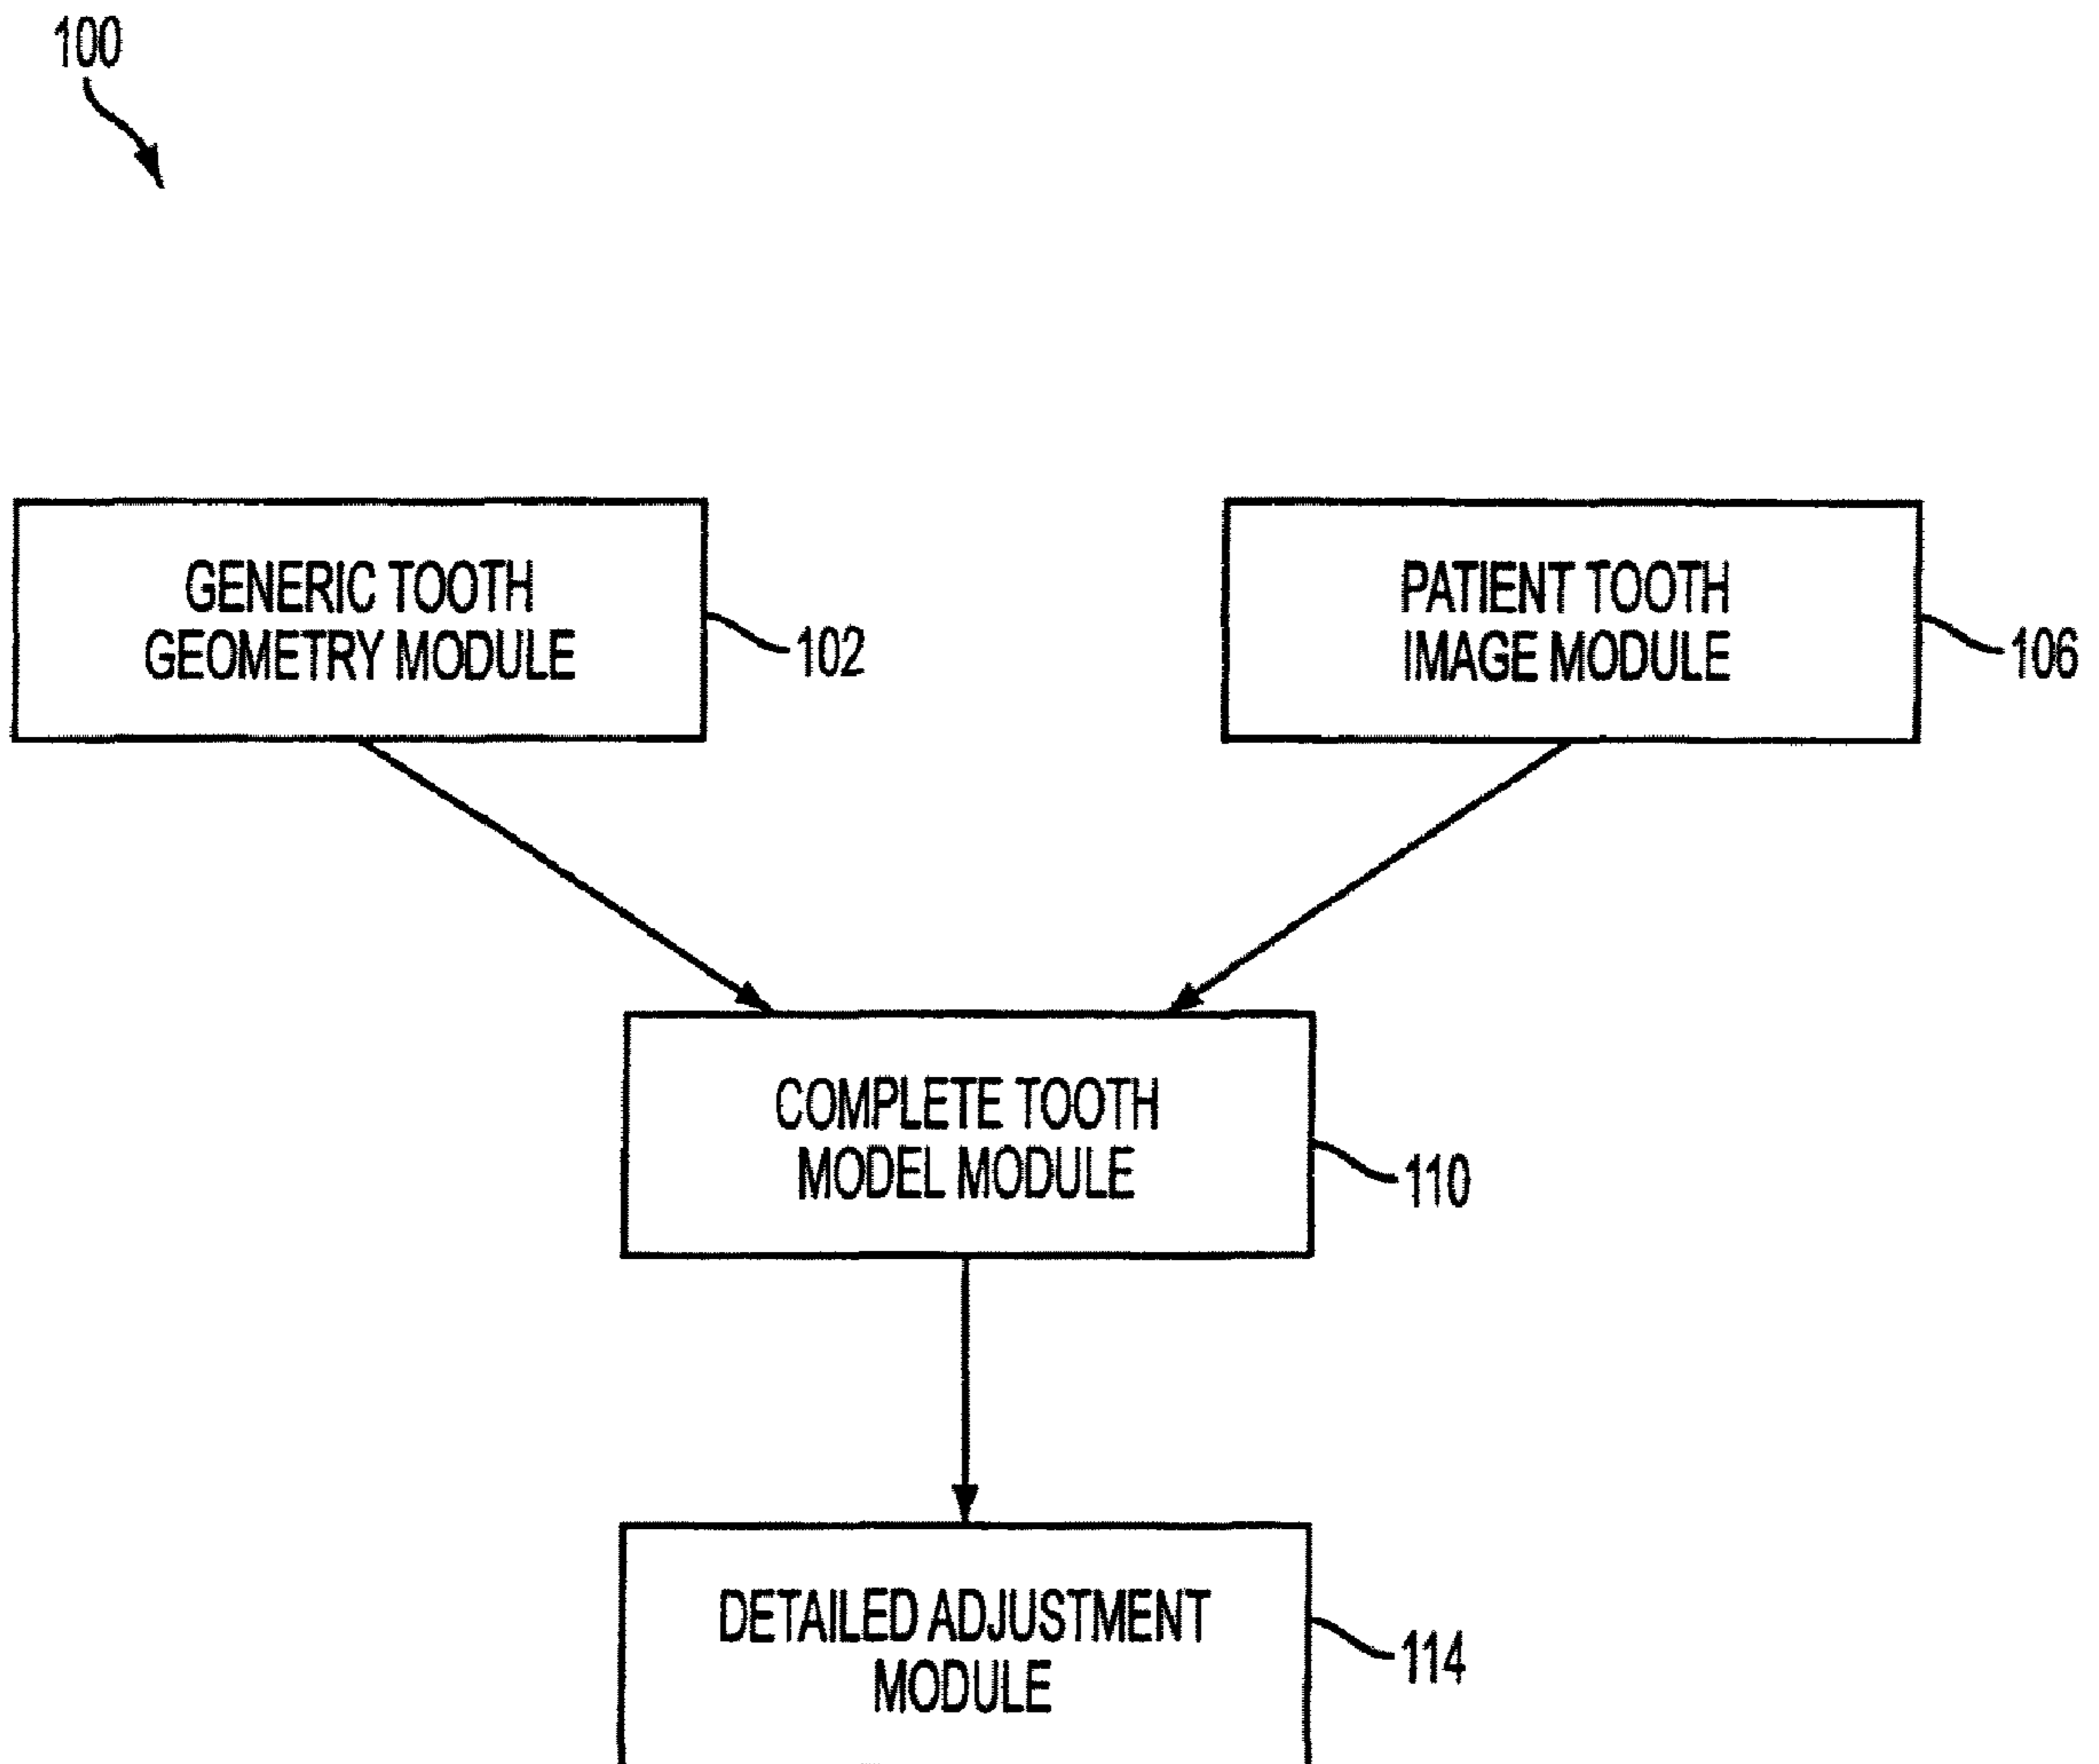 100
GENERIC TOOTH
GEOMETRY MODULE
102
PATIENT TOOTH
IMAGE MODULE
106
COMPLETE TOOTH
MODEL MODULE
110
DETAILED ADJUSTMENT
MODULE
114